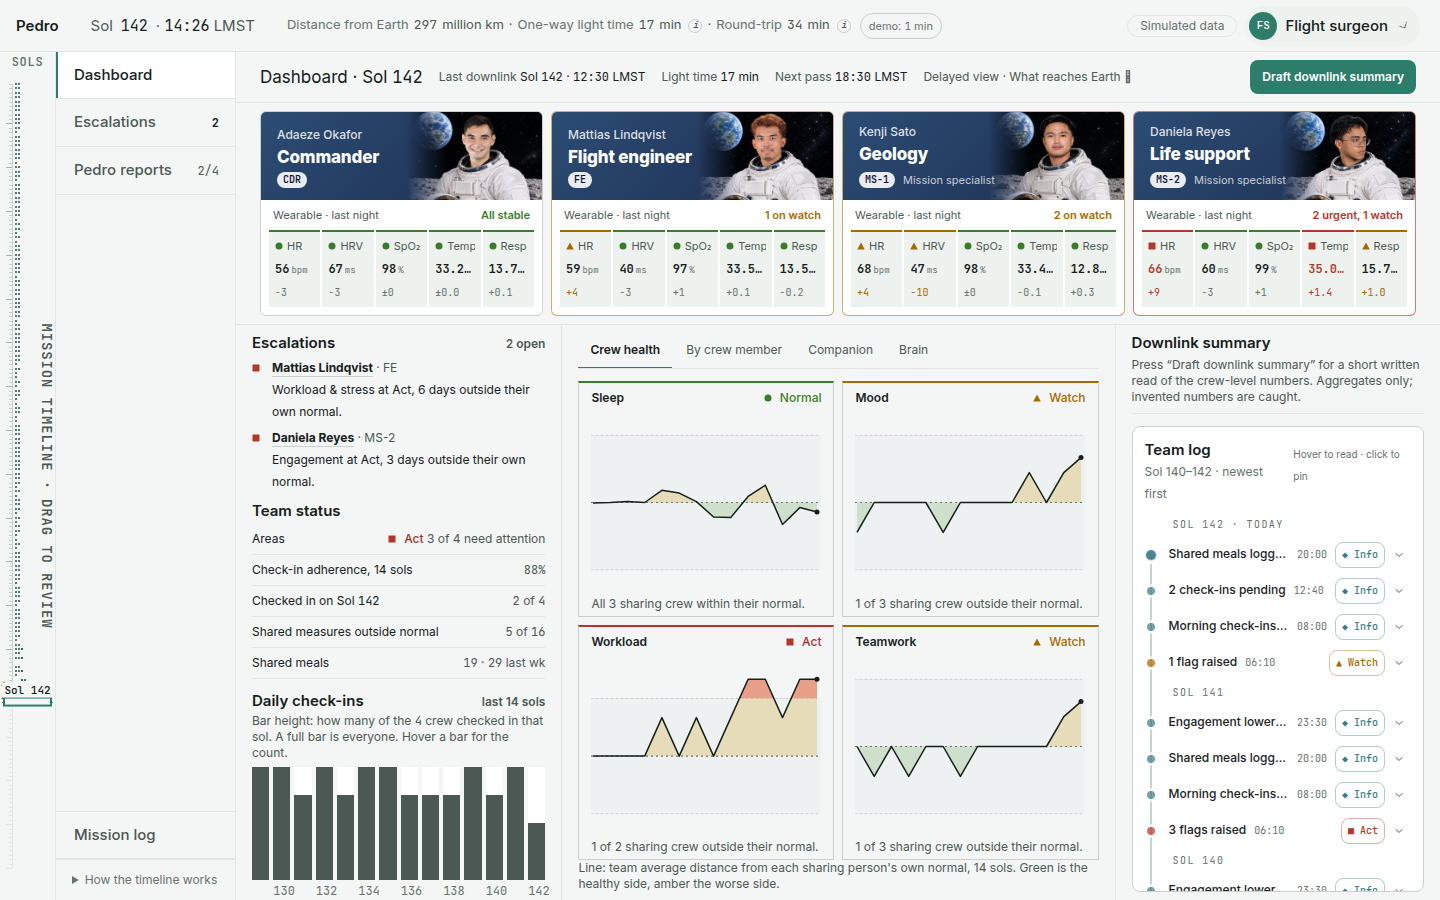 Pedro
Sol 142 · 14:26 LMST
Distance from Earth 297 million km · One-way light time 17 min i · Round-trip 34 min i
demo: 1 min
Simulated data
FS
Flight surgeon
SOLS
MISSION TIMELINE · DRAG TO REVIEW
Sol 142
Dashboard
Escalations 2
Pedro reports 2/4
Mission log
How the timeline works
Dashboard · Sol 142
Last downlink Sol 142 · 12:30 LMST
Light time 17 min
Next pass 18:30 LMST
Delayed view · What reaches Earth
Draft downlink summary
Adaeze Okafor
Commander
CDR
Wearable · last night All stable
HR HRV SpO₂ Temp Resp
56 bpm 67 ms 98 % 33.2… 13.7…
-3 -3 ±0 ±0.0 +0.1
Mattias Lindqvist
Flight engineer
FE
Wearable · last night 1 on watch
HR HRV SpO₂ Temp Resp
59 bpm 40 ms 97 % 33.5… 13.5…
+4 -3 +1 +0.1 -0.2
Kenji Sato
Geology
MS-1 Mission specialist
Wearable · last night 2 on watch
HR HRV SpO₂ Temp Resp
68 bpm 47 ms 98 % 33.4… 12.8…
+4 -10 ±0 -0.1 +0.3
Daniela Reyes
Life support
MS-2 Mission specialist
Wearable · last night 2 urgent, 1 watch
HR HRV SpO₂ Temp Resp
66 bpm 60 ms 99 % 35.0… 15.7…
+9 -3 +1 +1.4 +1.0
Escalations 2 open
Mattias Lindqvist · FE
Workload & stress at Act, 6 days outside their
own normal.
Daniela Reyes · MS-2
Engagement at Act, 3 days outside their own
normal.
Team status
Areas Act 3 of 4 need attention
Check-in adherence, 14 sols 88%
Checked in on Sol 142 2 of 4
Shared measures outside normal 5 of 16
Shared meals 19 · 29 last wk
Daily check-ins last 14 sols
Bar height: how many of the 4 crew checked in that
sol. A full bar is everyone. Hover a bar for the
count.
130 132 134 136 138 140 142
Crew health By crew member Companion Brain
Sleep Normal
All 3 sharing crew within their normal.
Mood Watch
1 of 3 sharing crew outside their normal.
Workload Act
1 of 2 sharing crew outside their normal.
Teamwork Watch
1 of 3 sharing crew outside their normal.
Line: team average distance from each sharing person's own normal, 14 sols. Green is the
healthy side, amber the worse side.
Downlink summary
Press “Draft downlink summary” for a short written
read of the crew-level numbers. Aggregates only;
invented numbers are caught.
Team log
Sol 140–142 · newest
first
Hover to read · click to
pin
SOL 142 · TODAY
Shared meals logg… 20:00 Info
2 check-ins pending 12:40 Info
Morning check-ins… 08:00 Info
1 flag raised 06:10 Watch
SOL 141
Engagement lower… 23:30 Info
Shared meals logg… 20:00 Info
Morning check-ins… 08:00 Info
3 flags raised 06:10 Act
SOL 140
Engagement lower… 23:30 Info